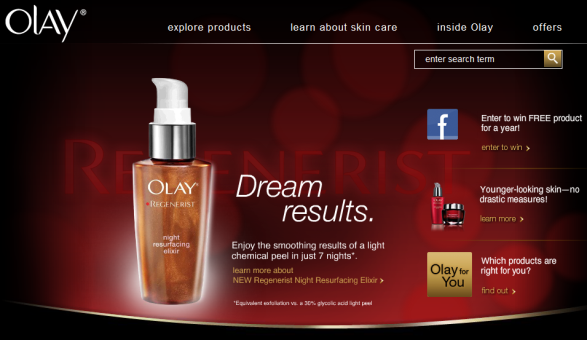 OLAY®
explore products
learn about skin care
inside Olay
offers
enter search term
REGENERIST
OLAY®
REGENERIST
night
resurfacing
elixir
Dream
results.
Enjoy the smoothing results of a light
chemical peel in just 7 nights*.
learn more about
NEW Regenerist Night Resurfacing Elixir >
*Equivalent exfoliation vs. a 30% glycolic acid light peel
f
Enter to win FREE product
for a year!
enter to win >
Younger-looking skin—no
drastic measures!
learn more >
Olay for
You
Which products are
right for you?
find out >